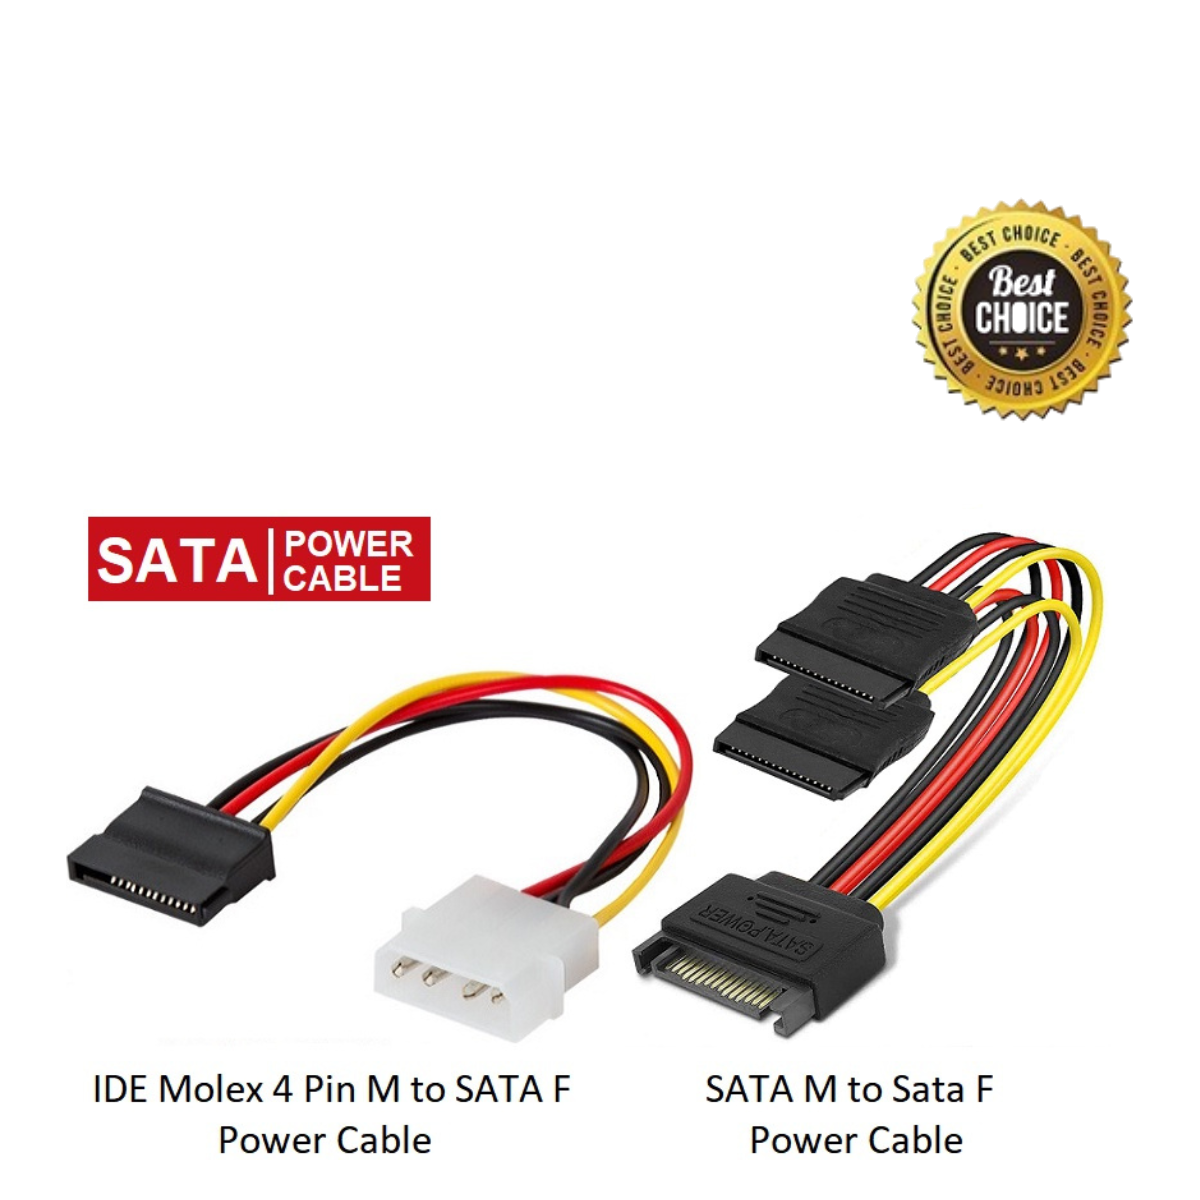 BEST CHOICE · BEST CHOICE · BEST CHOICE · BEST CHOICE ·
Best
CHOICE
SATA
POWER
CABLE
SATA POWER
IDE Molex 4 Pin M to SATA F
Power Cable
SATA M to Sata F
Power Cable